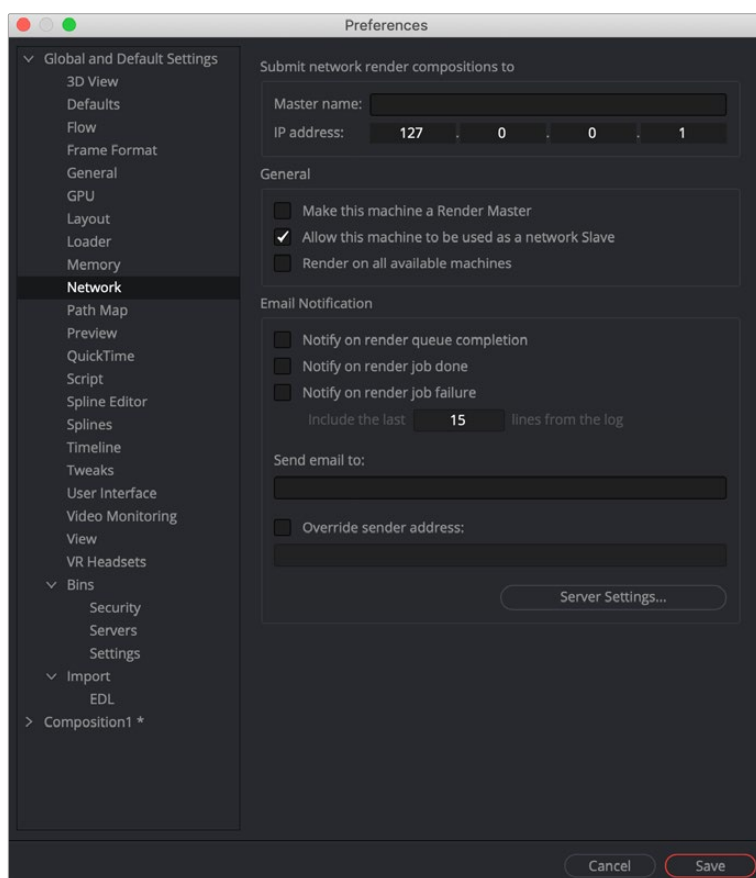 Preferences
Global and Default Settings
3D View
Defaults
Flow
Frame Format
General
GPU
Layout
Loader
Memory
Network
Path Map
Preview
QuickTime
Script
Spline Editor
Splines
Timeline
Tweaks
User Interface
Video Monitoring
View
VR Headsets
Bins
Security
Servers
Settings
Import
EDL
Composition1 *
Submit network render compositions to
Master name:
IP address: 127 . 0 . 0 . 1
General
Make this machine a Render Master
Allow this machine to be used as a network Slave
Render on all available machines
Email Notification
Notify on render queue completion
Notify on render job done
Notify on render job failure
Include the last 15 lines from the log
Send email to:
Override sender address:
Server Settings...
Cancel Save